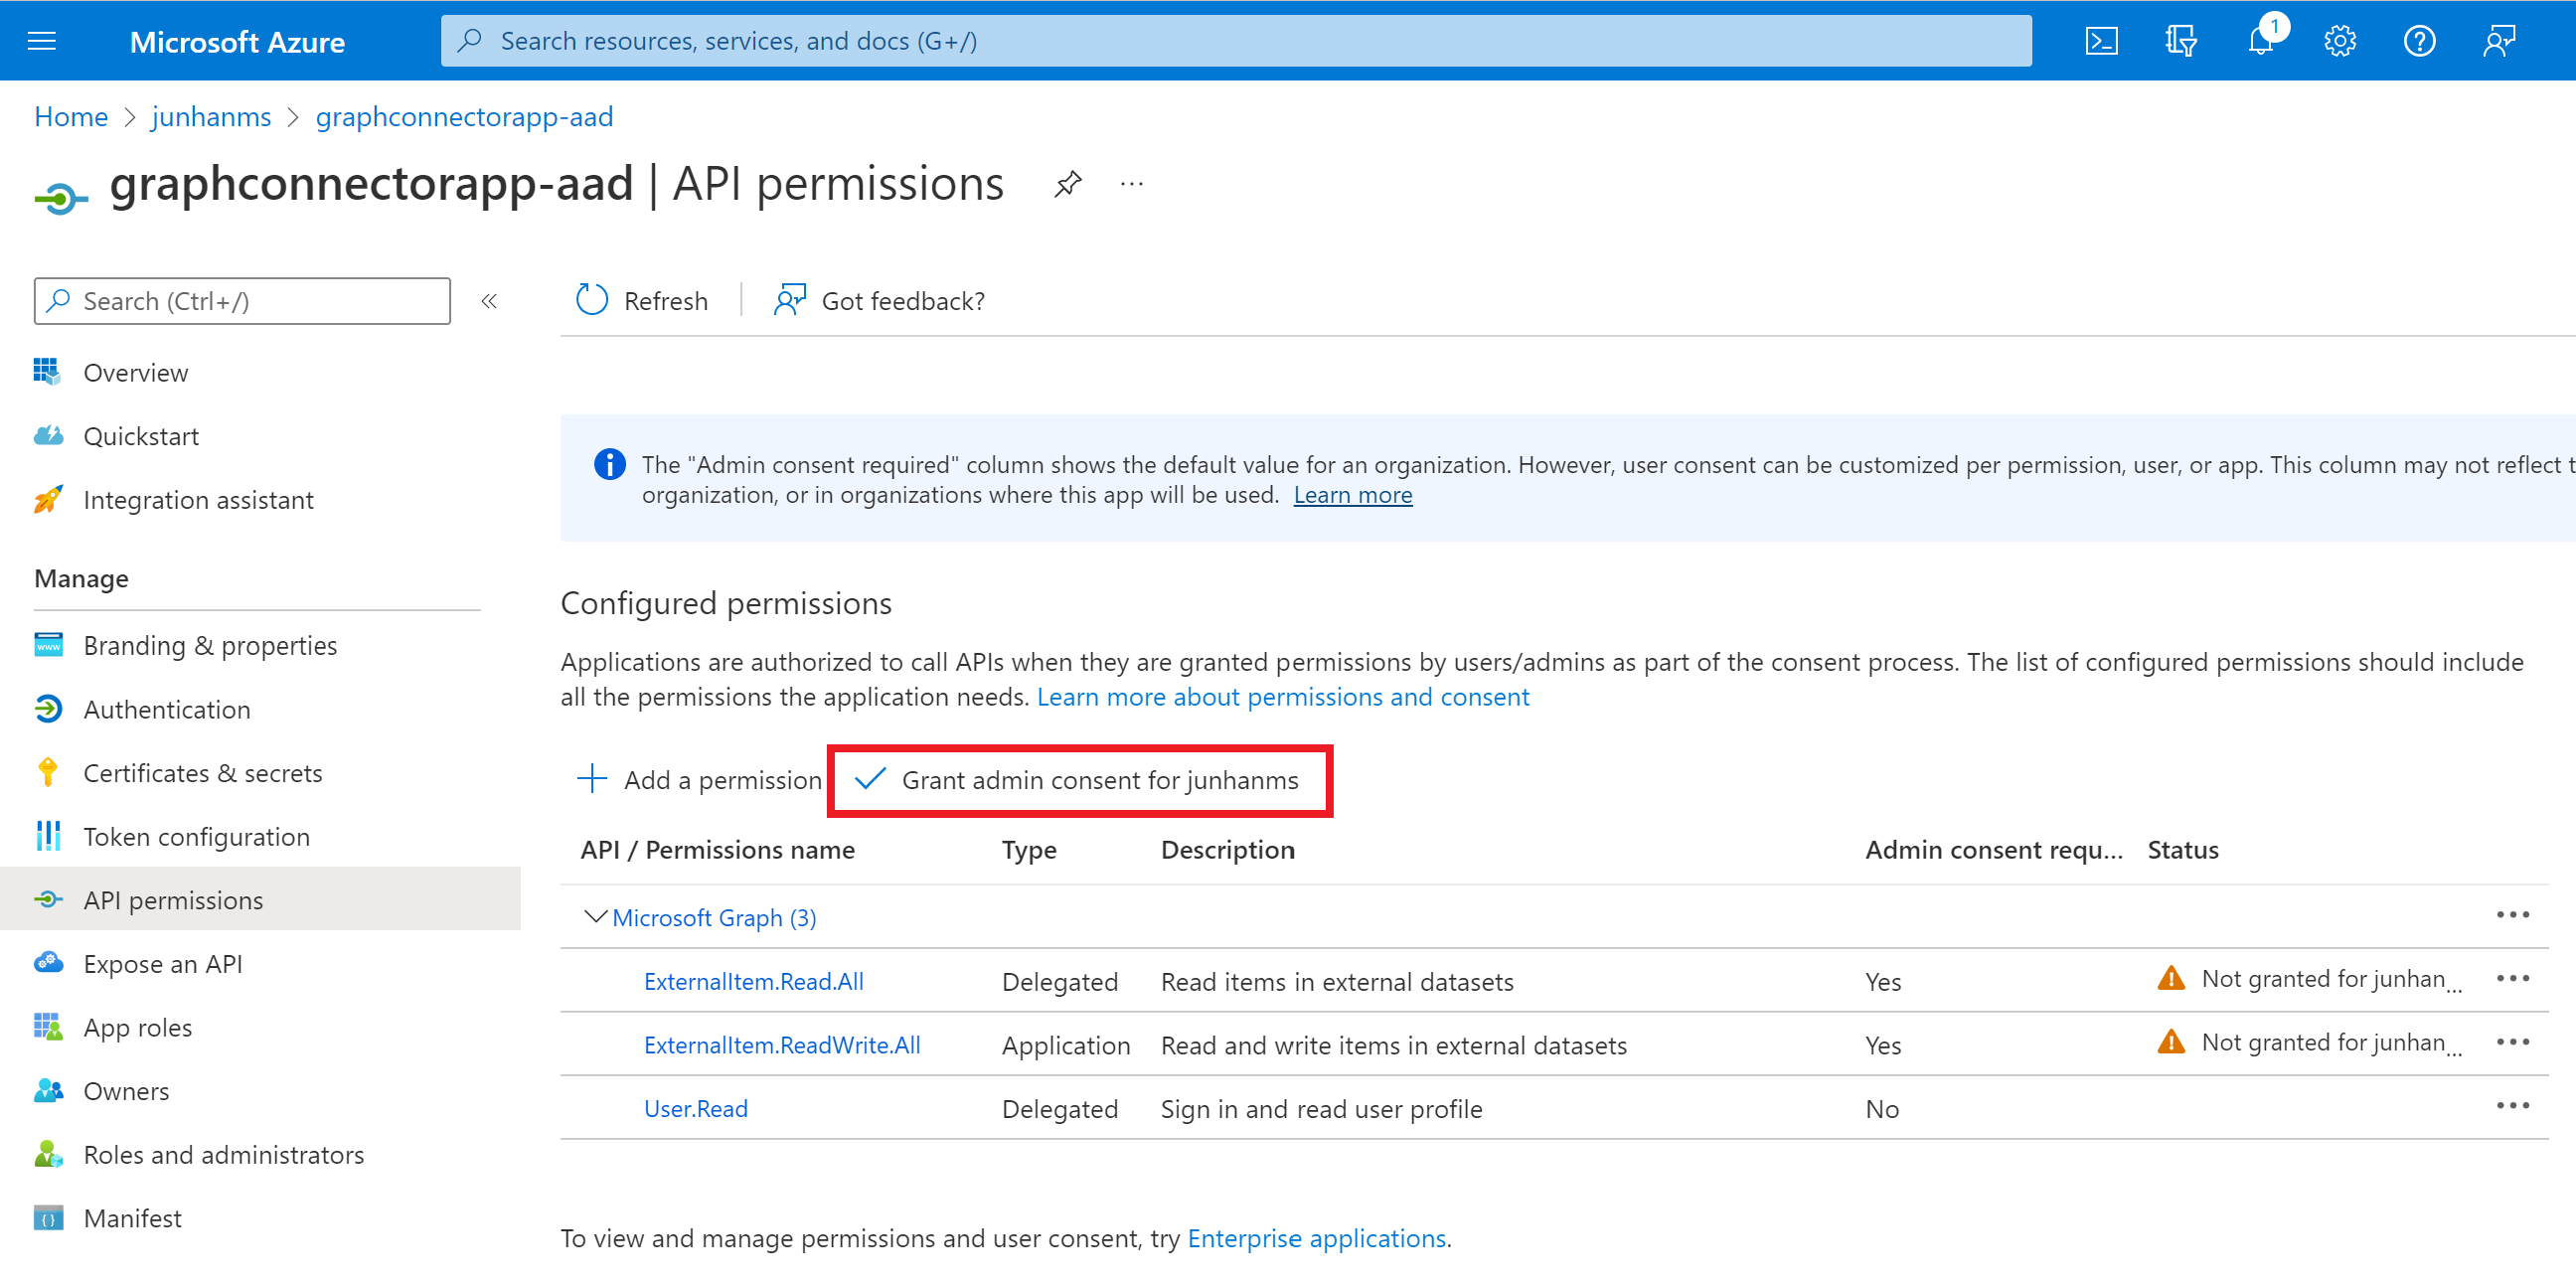 Microsoft Azure
Search resources, services, and docs (G+/)
1
Home > junhanms > graphconnectorapp-aad
graphconnectorapp-aad | API permissions
...
Search (Ctrl+/)
«
Refresh
Got feedback?
Overview
Quickstart
Integration assistant
Manage
Branding & properties
Authentication
Certificates & secrets
Token configuration
API permissions
Expose an API
App roles
Owners
Roles and administrators
Manifest
The "Admin consent required" column shows the default value for an organization. However, user consent can be customized per permission, user, or app. This column may not reflect t
organization, or in organizations where this app will be used. Learn more
Configured permissions
Applications are authorized to call APIs when they are granted permissions by users/admins as part of the consent process. The list of configured permissions should include
all the permissions the application needs. Learn more about permissions and consent
Add a permission
Grant admin consent for junhanms
API / Permissions name Type Description Admin consent requ... Status
Microsoft Graph (3)
ExternalItem.Read.All Delegated Read items in external datasets Yes Not granted for junhan...
ExternalItem.ReadWrite.All Application Read and write items in external datasets Yes Not granted for junhan...
User.Read Delegated Sign in and read user profile No
To view and manage permissions and user consent, try Enterprise applications.